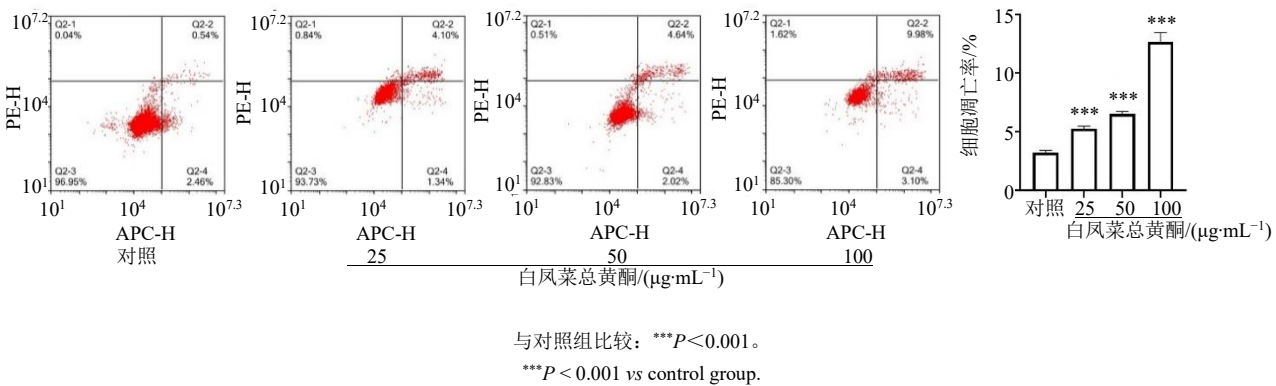 10^7.2
PE-H
10^4
10^1
Q2-1
0.04%
Q2-2
0.54%
Q2-3
96.95%
Q2-4
2.46%
10^1 10^4 10^7.3
APC-H
对照
10^7.2
PE-H
10^4
10^1
Q2-1
0.84%
Q2-2
4.10%
Q2-3
93.73%
Q2-4
1.34%
10^1 10^4 10^7.3
APC-H
25
10^7.2
PE-H
10^4
10^1
Q2-1
0.51%
Q2-2
4.64%
Q2-3
92.83%
Q2-4
2.02%
10^1 10^4 10^7.3
APC-H
50
10^7.2
PE-H
10^4
10^1
Q2-1
1.62%
Q2-2
9.98%
Q2-3
85.30%
Q2-4
3.10%
10^1 10^4 10^7.3
APC-H
100
白凤菜总黄酮/(μg·mL⁻¹)
细胞凋亡率/%
15
10
5
0
***
***
***
对照 25 50 100
白凤菜总黄酮/(μg·mL⁻¹)
与对照组比较：***P＜0.001。
***P < 0.001 vs control group.